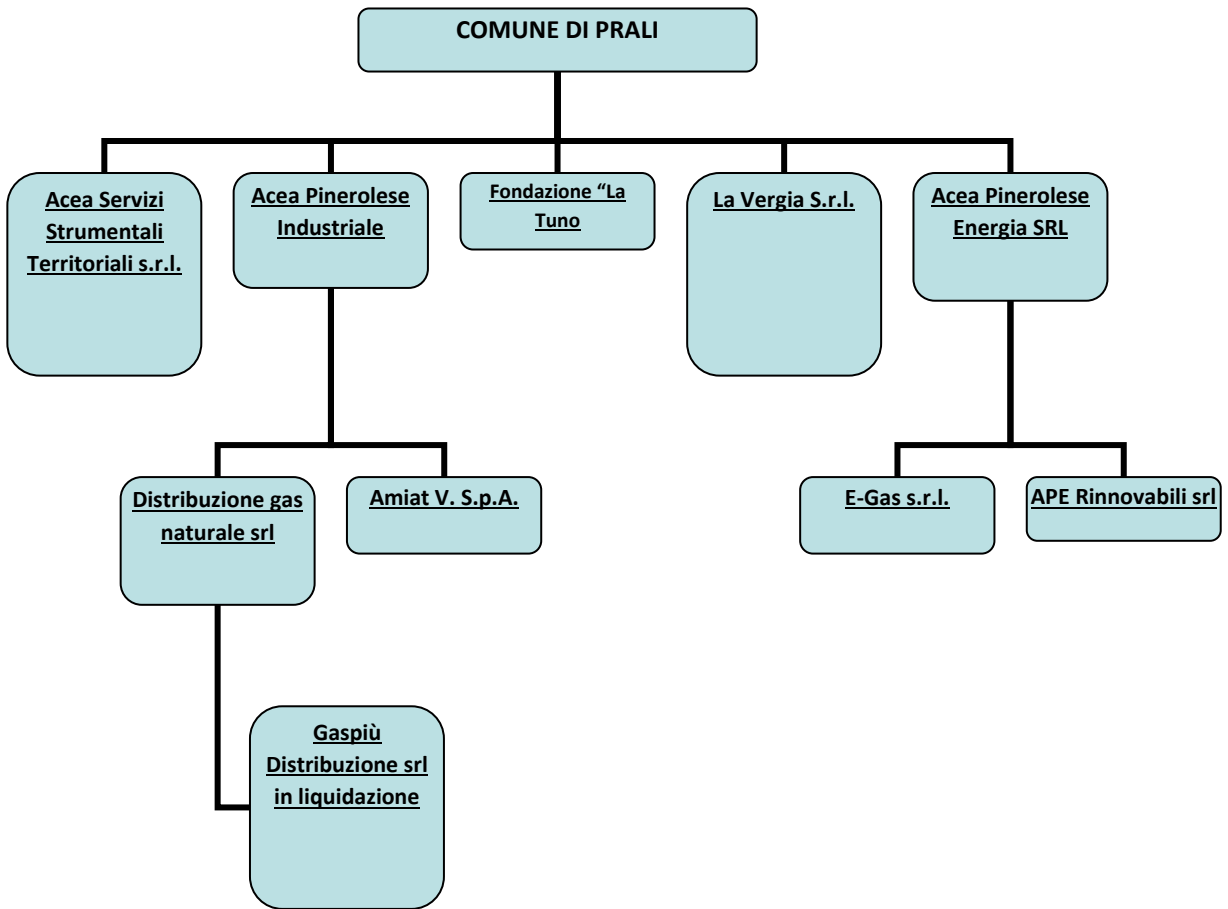 COMUNE DI PRALI
Acea Servizi
Strumentali
Territoriali s.r.l.
Acea Pinerolese
Industriale
Fondazione “La
Tuno
La Vergia S.r.l.
Acea Pinerolese
Energia SRL
Distribuzione gas
naturale srl
Amiat V. S.p.A.
E-Gas s.r.l.
APE Rinnovabili srl
Gaspiù
Distribuzione srl
in liquidazione